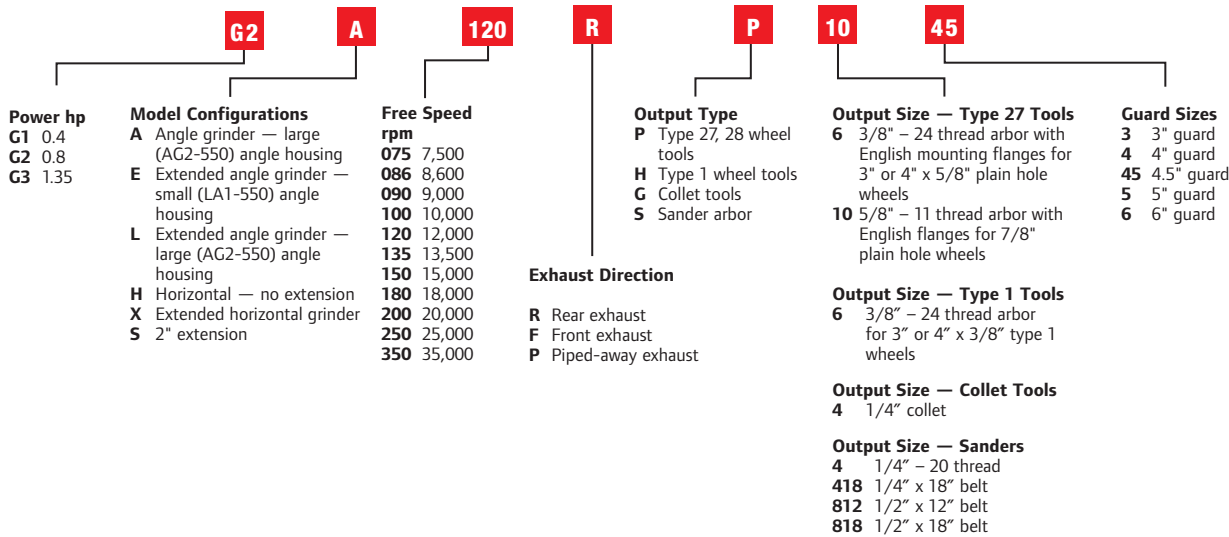 G2 A 120 R P 10 45
Power hp
G1 0.4
G2 0.8
G3 1.35
Model Configurations
A Angle grinder — large
(AG2-550) angle housing
E Extended angle grinder —
small (LA1-550) angle
housing
L Extended angle grinder —
large (AG2-550) angle
housing
H Horizontal — no extension
X Extended horizontal grinder
S 2" extension
Free Speed
rpm
075 7,500
086 8,600
090 9,000
100 10,000
120 12,000
135 13,500
150 15,000
180 18,000
200 20,000
250 25,000
350 35,000
Exhaust Direction
R Rear exhaust
F Front exhaust
P Piped-away exhaust
Output Type
P Type 27, 28 wheel
tools
H Type 1 wheel tools
G Collet tools
S Sander arbor
Output Size — Type 27 Tools
6 3/8" – 24 thread arbor with
English mounting flanges for
3" or 4" x 5/8" plain hole
wheels
10 5/8" – 11 thread arbor with
English flanges for 7/8"
plain hole wheels
Output Size — Type 1 Tools
6 3/8″ – 24 thread arbor
for 3″ or 4″ x 3/8″ type 1
wheels
Output Size — Collet Tools
4 1/4″ collet
Output Size — Sanders
4 1/4″ – 20 thread
418 1/4″ x 18″ belt
812 1/2″ x 12″ belt
818 1/2″ x 18″ belt
Guard Sizes
3 3" guard
4 4" guard
45 4.5" guard
5 5" guard
6 6" guard